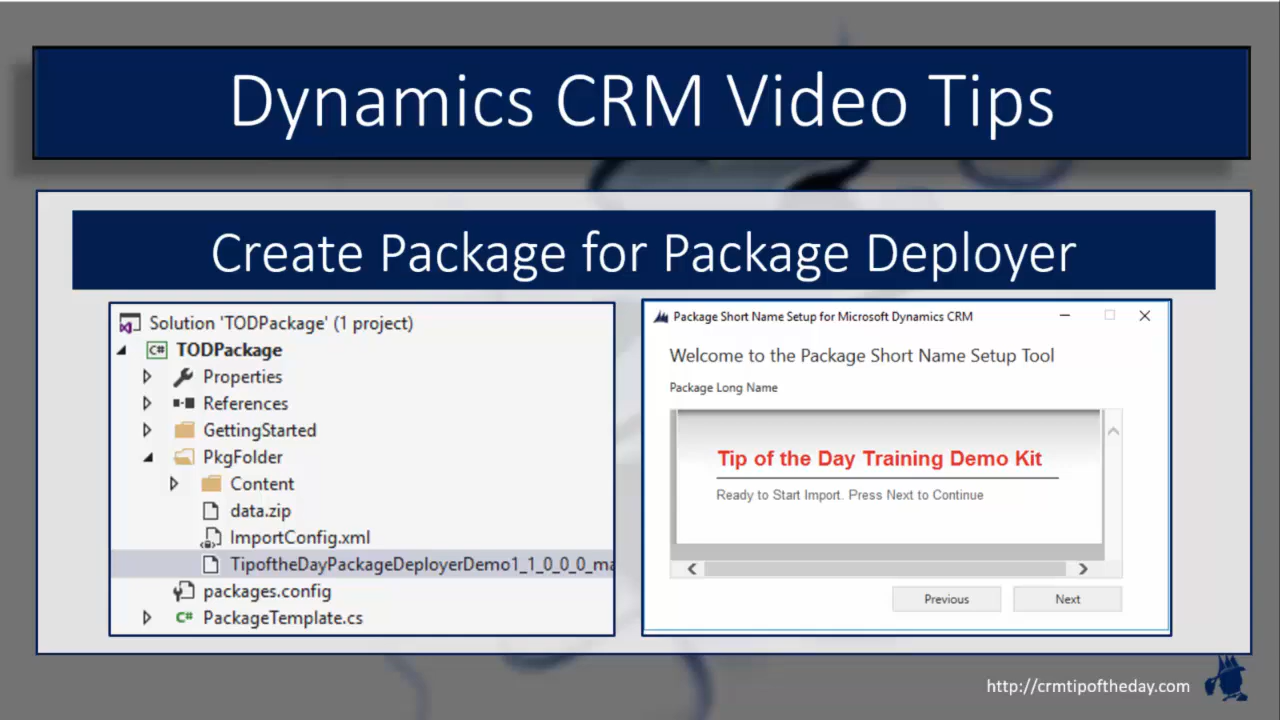 Dynamics CRM Video Tips
Create Package for Package Deployer
Solution 'TODPackage' (1 project)
C# TODPackage
Properties
References
GettingStarted
PkgFolder
Content
data.zip
ImportConfig.xml
TipoftheDayPackageDeployerDemo1_1_0_0_0_ma
packages.config
C# PackageTemplate.cs
Package Short Name Setup for Microsoft Dynamics CRM
Welcome to the Package Short Name Setup Tool
Package Long Name
Tip of the Day Training Demo Kit
Ready to Start Import. Press Next to Continue
Previous
Next
http://crmtipoftheday.com